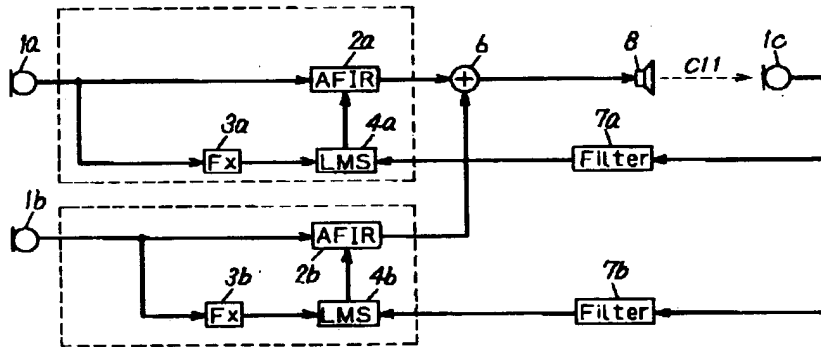 1a
2a
AFIR
6
8
C11
1c
3a
Fx
4a
LMS
7a
Filter
1b
AFIR
2b
3b
Fx
4b
LMS
7b
Filter